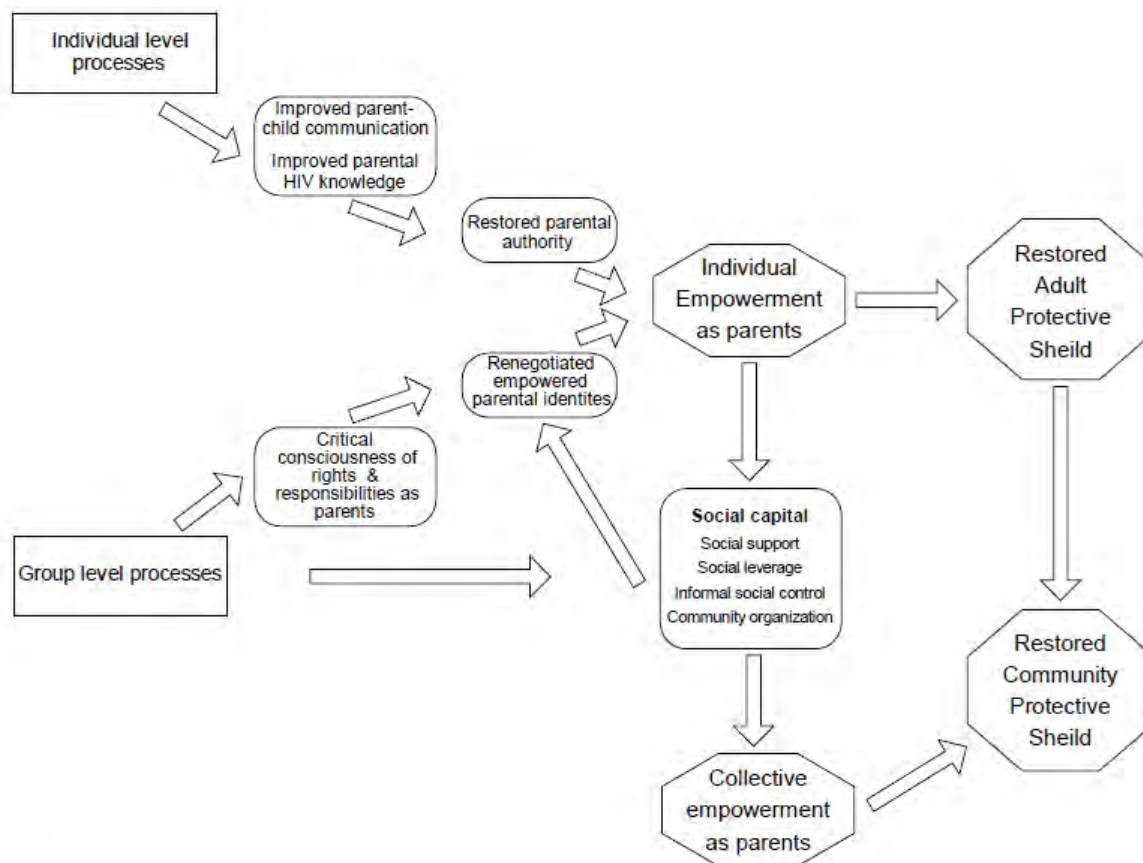 Individual level
processes
Improved parent-
child communication
Improved parental
HIV knowledge
Restored parental
authority
Individual
Empowerment
as parents
Restored
Adult
Protective
Sheild
Renegotiated
empowered
parental identites
Critical
consciousness of
rights & 
responsibilities as
parents
Group level processes
Social capital
Social support
Social leverage
Informal social control
Community organization
Restored
Community
Protective
Sheild
Collective
empowerment
as parents